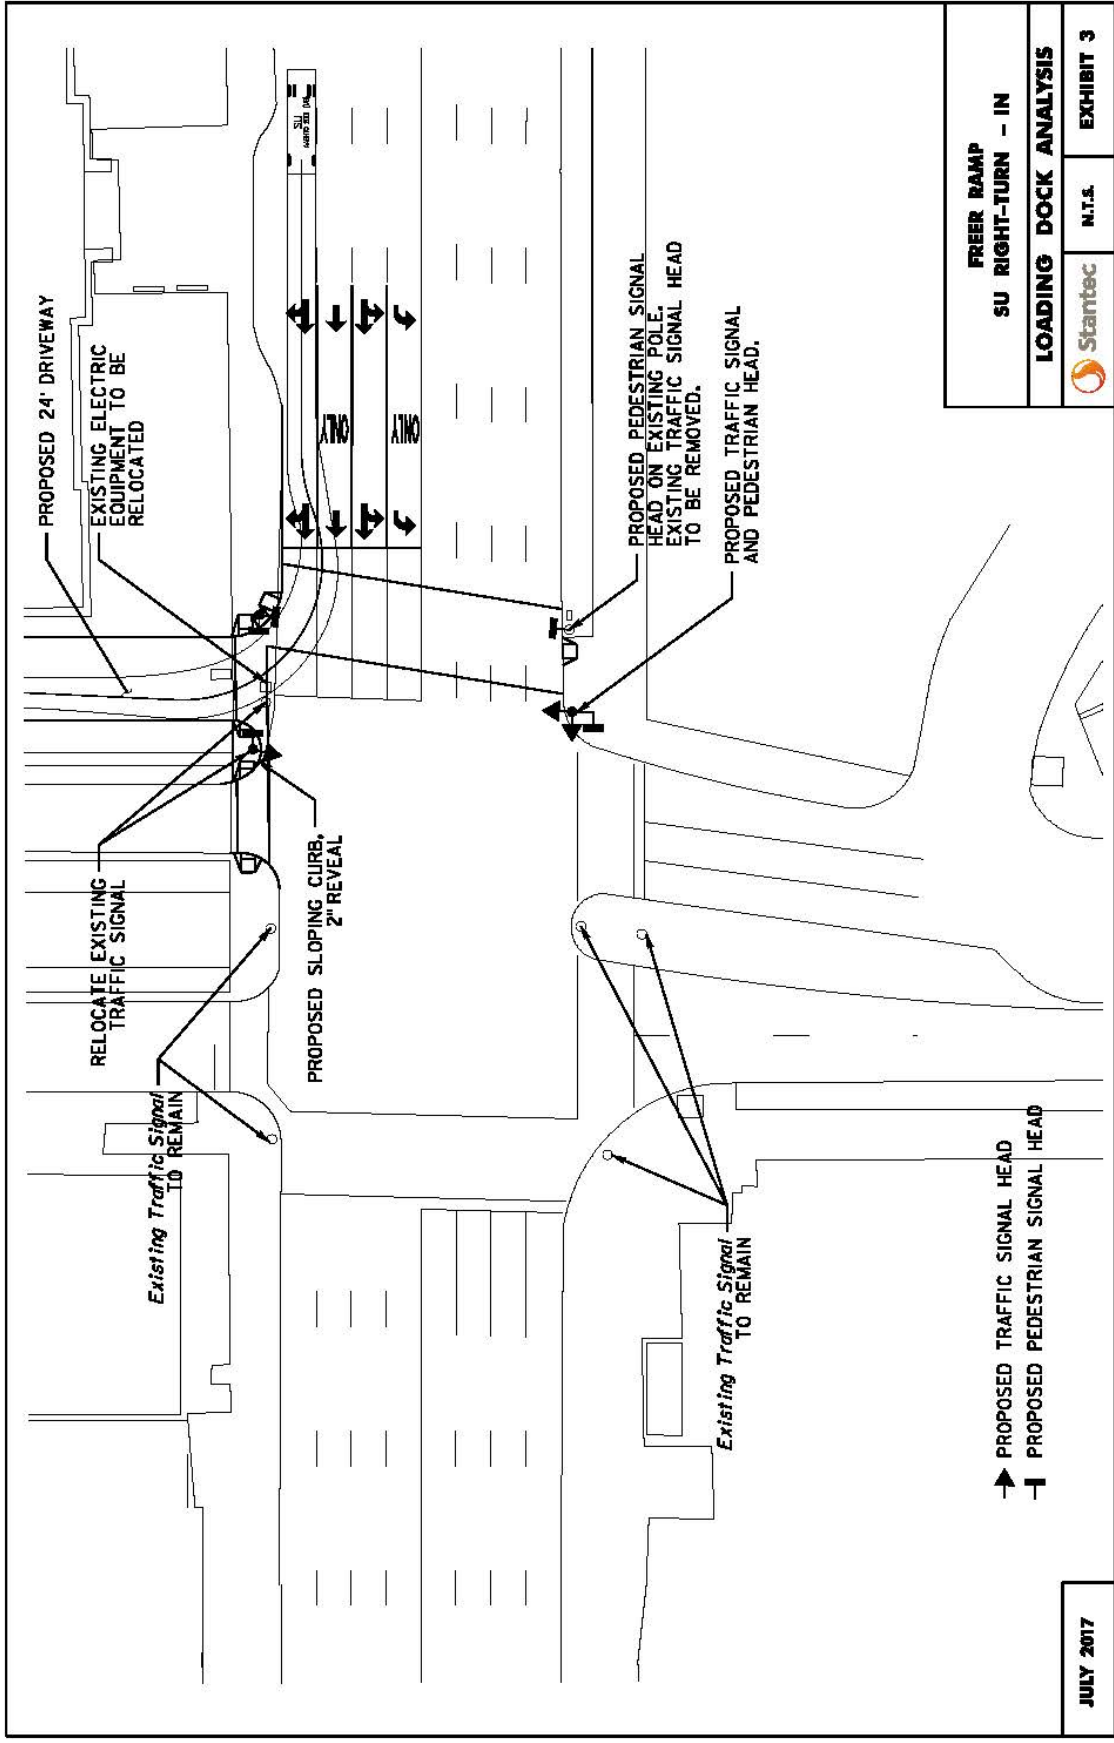 PROPOSED 24' DRIVEWAY
EXISTING ELECTRIC
EQUIPMENT TO BE
RELOCATED
RELOCATE EXISTING
TRAFFIC SIGNAL
Existing Traffic Signal
TO REMAIN
PROPOSED SLOPING CURB,
2" REVEAL
SU
ONLY
ONLY
PROPOSED PEDESTRIAN SIGNAL
HEAD ON EXISTING POLE.
EXISTING TRAFFIC SIGNAL HEAD
TO BE REMOVED.
PROPOSED TRAFFIC SIGNAL
AND PEDESTRIAN HEAD.
Existing Traffic Signal
TO REMAIN
PROPOSED TRAFFIC SIGNAL HEAD
PROPOSED PEDESTRIAN SIGNAL HEAD
JULY 2017
FREER RAMP
SU RIGHT-TURN - IN
LOADING DOCK ANALYSIS
Stantec
N.T.S.
EXHIBIT 3